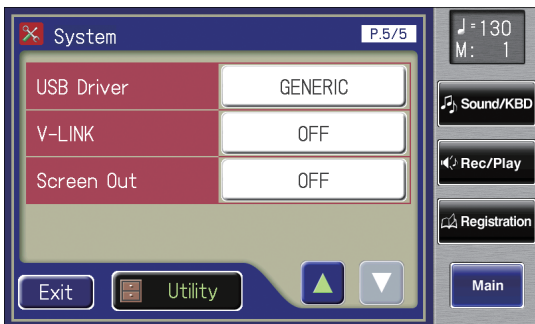 System P.5/5
USB Driver GENERIC
V-LINK OFF
Screen Out OFF
Exit Utility
♩=130
M: 1
Sound/KBD
Rec/Play
Registration
Main